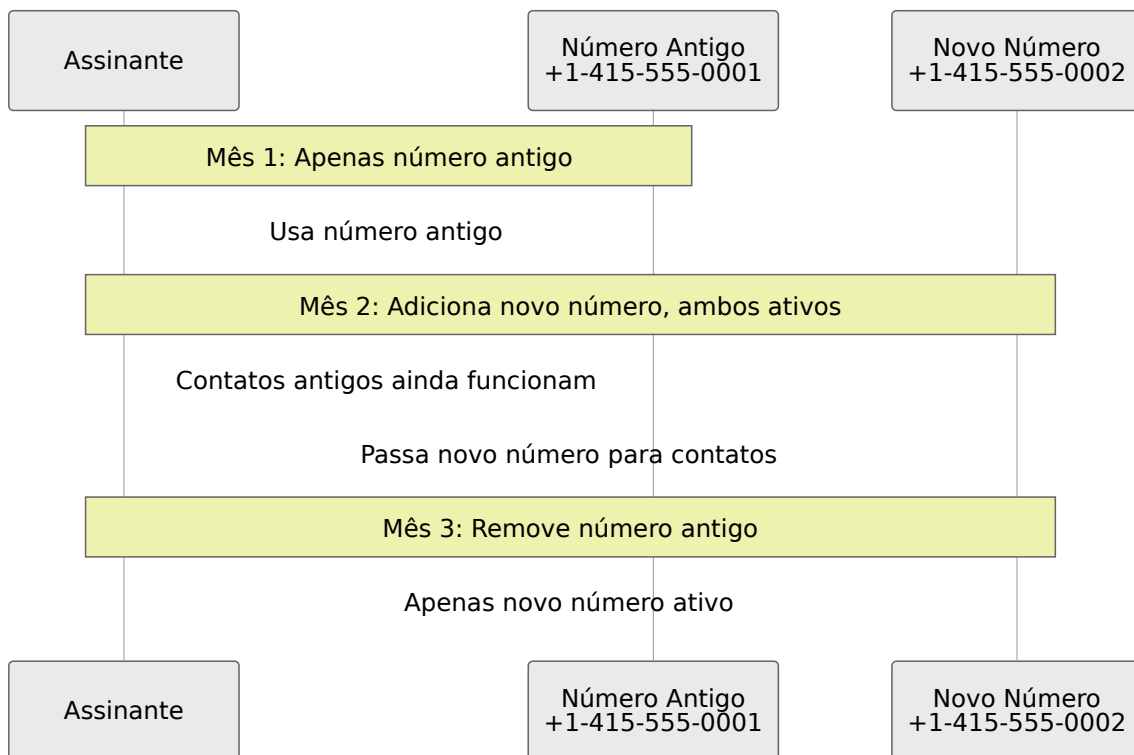 Assinante
Número Antigo
+1-415-555-0001
Novo Número
+1-415-555-0002
Mês 1: Apenas número antigo
Usa número antigo
Mês 2: Adiciona novo número, ambos ativos
Contatos antigos ainda funcionam
Passa novo número para contatos
Mês 3: Remove número antigo
Apenas novo número ativo
Assinante
Número Antigo
+1-415-555-0001
Novo Número
+1-415-555-0002